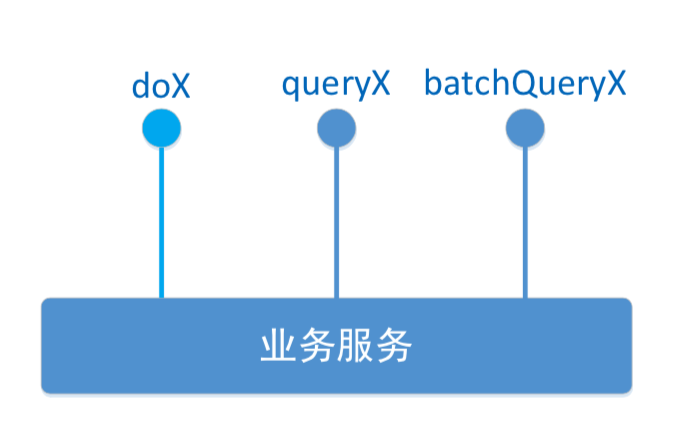 doX queryX batchQueryX
业务服务